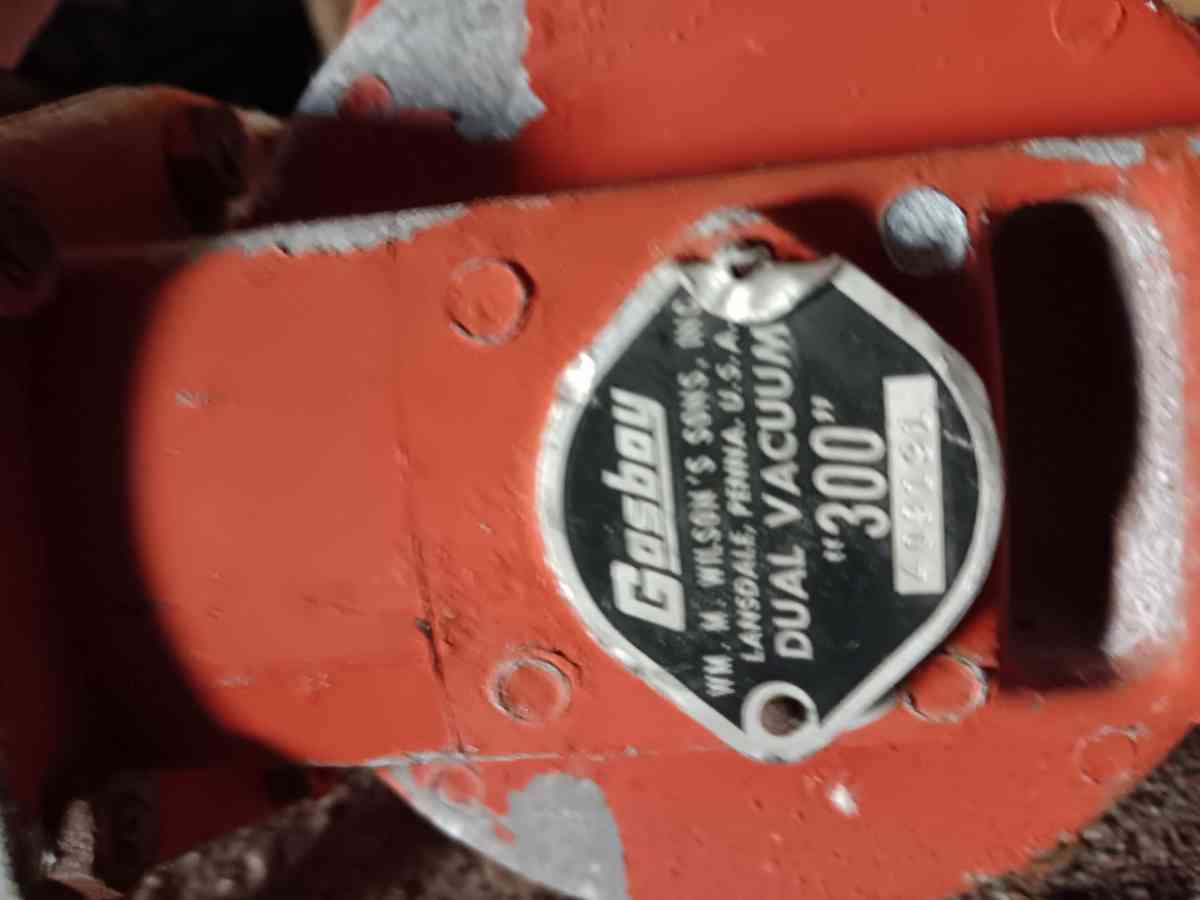 Gasboy
WM. M. WILSON'S SONS, INC.
LANSDALE, PENNA. U.S.A.
DUAL VACUUM
"300"